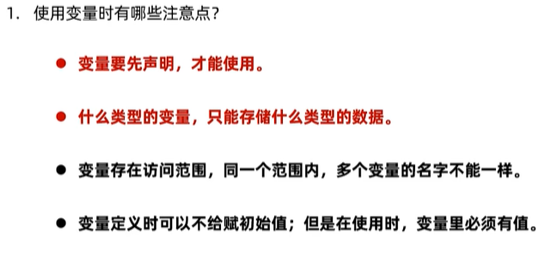 1. 使用变量时有哪些注意点？
● 变量要先声明，才能使用。
● 什么类型的变量，只能存储什么类型的数据。
● 变量存在访问范围，同一个范围内，多个变量的名字不能一样。
● 变量定义时可以不给赋初始值；但是在使用时，变量里必须有值。